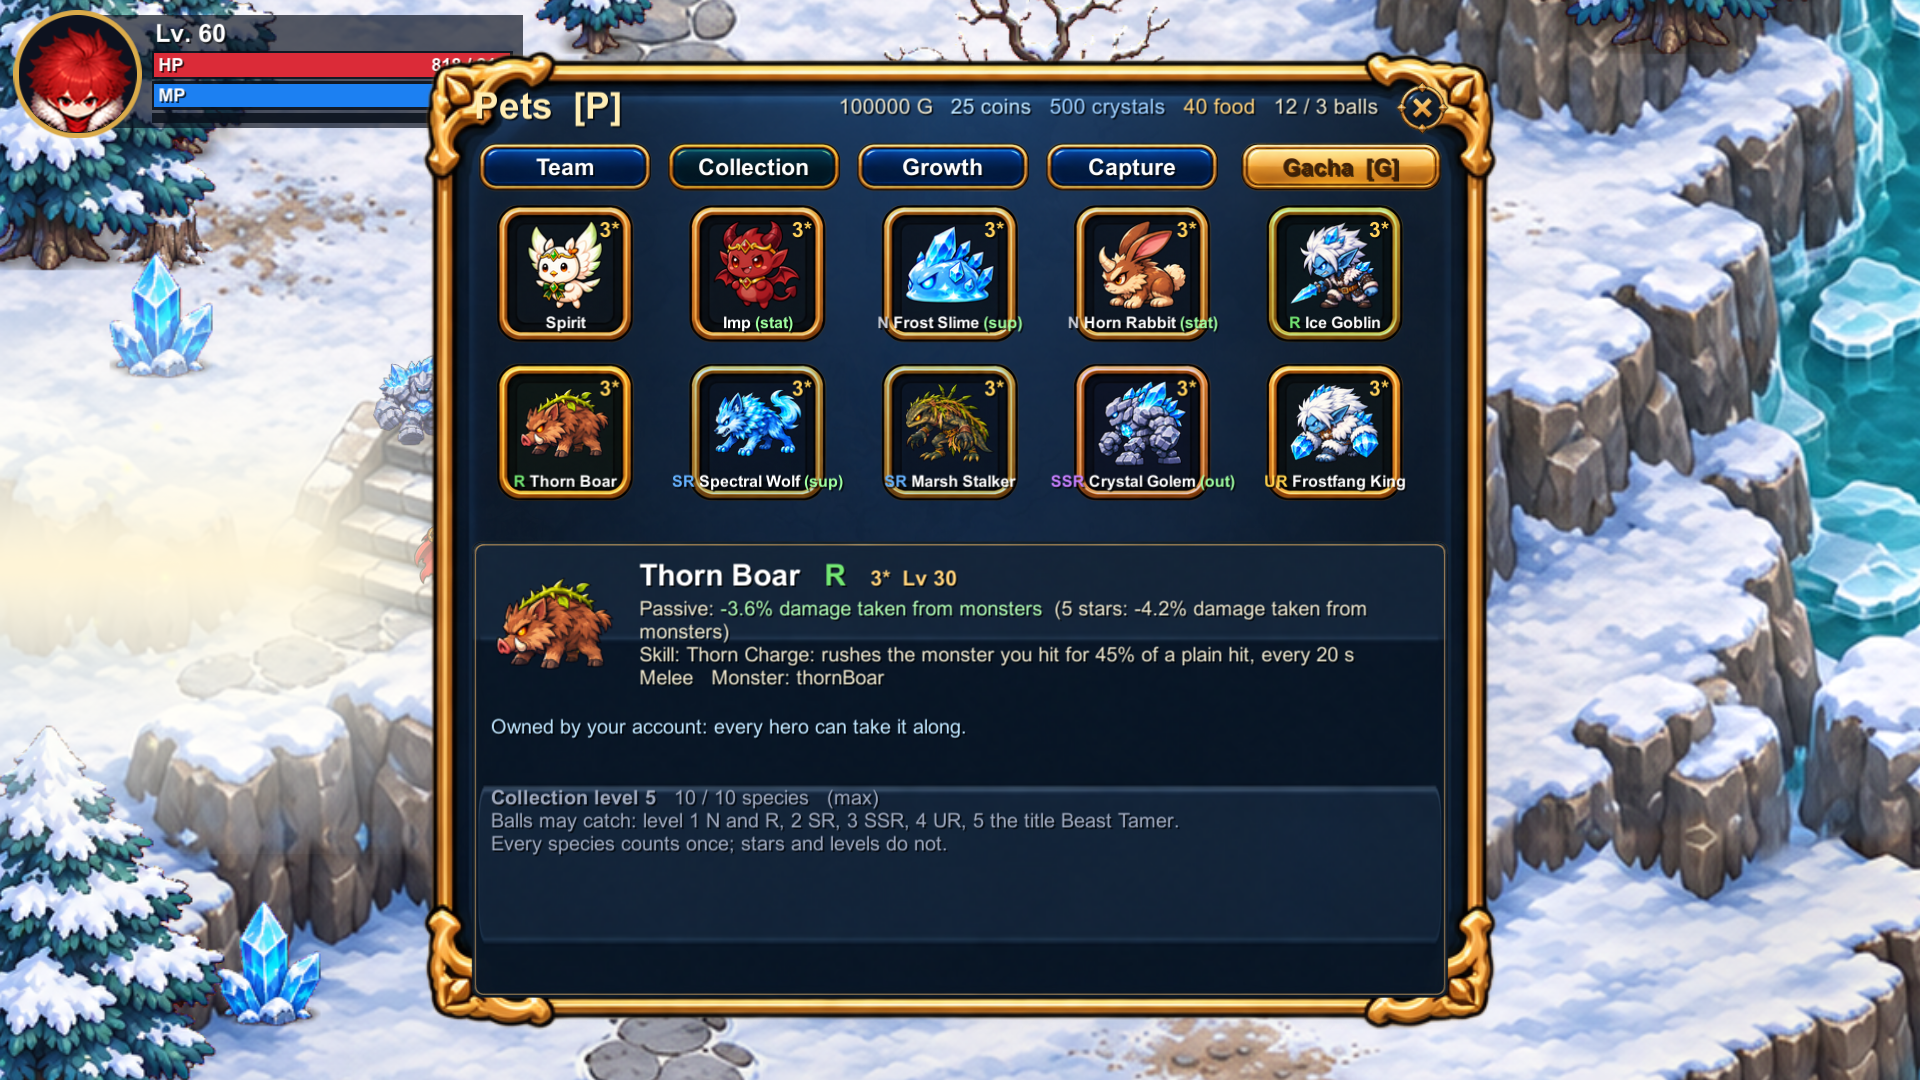 Lv. 60
HP
MP
Pets [P]
100000 G 25 coins 500 crystals 40 food 12 / 3 balls
Team Collection Growth Capture Gacha [G]
3* 3* 3* 3* 3*
Spirit Imp (stat) N Frost Slime (sup) N Horn Rabbit (stat) R Ice Goblin
3* 3* 3* 3* 3*
R Thorn Boar SR Spectral Wolf (sup) SR Marsh Stalker SSR Crystal Golem (out) UR Frostfang King
Thorn Boar R 3* Lv 30
Passive: -3.6% damage taken from monsters (5 stars: -4.2% damage taken from
monsters)
Skill: Thorn Charge: rushes the monster you hit for 45% of a plain hit, every 20 s
Melee Monster: thornBoar
Owned by your account: every hero can take it along.
Collection level 5 10 / 10 species (max)
Balls may catch: level 1 N and R, 2 SR, 3 SSR, 4 UR, 5 the title Beast Tamer.
Every species counts once; stars and levels do not.